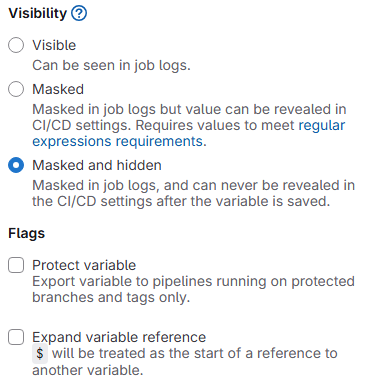 Visibility ?
Visible
Can be seen in job logs.
Masked
Masked in job logs but value can be revealed in
CI/CD settings. Requires values to meet regular
expressions requirements.
Masked and hidden
Masked in job logs, and can never be revealed in
the CI/CD settings after the variable is saved.
Flags
Protect variable
Export variable to pipelines running on protected
branches and tags only.
Expand variable reference
$ will be treated as the start of a reference to
another variable.